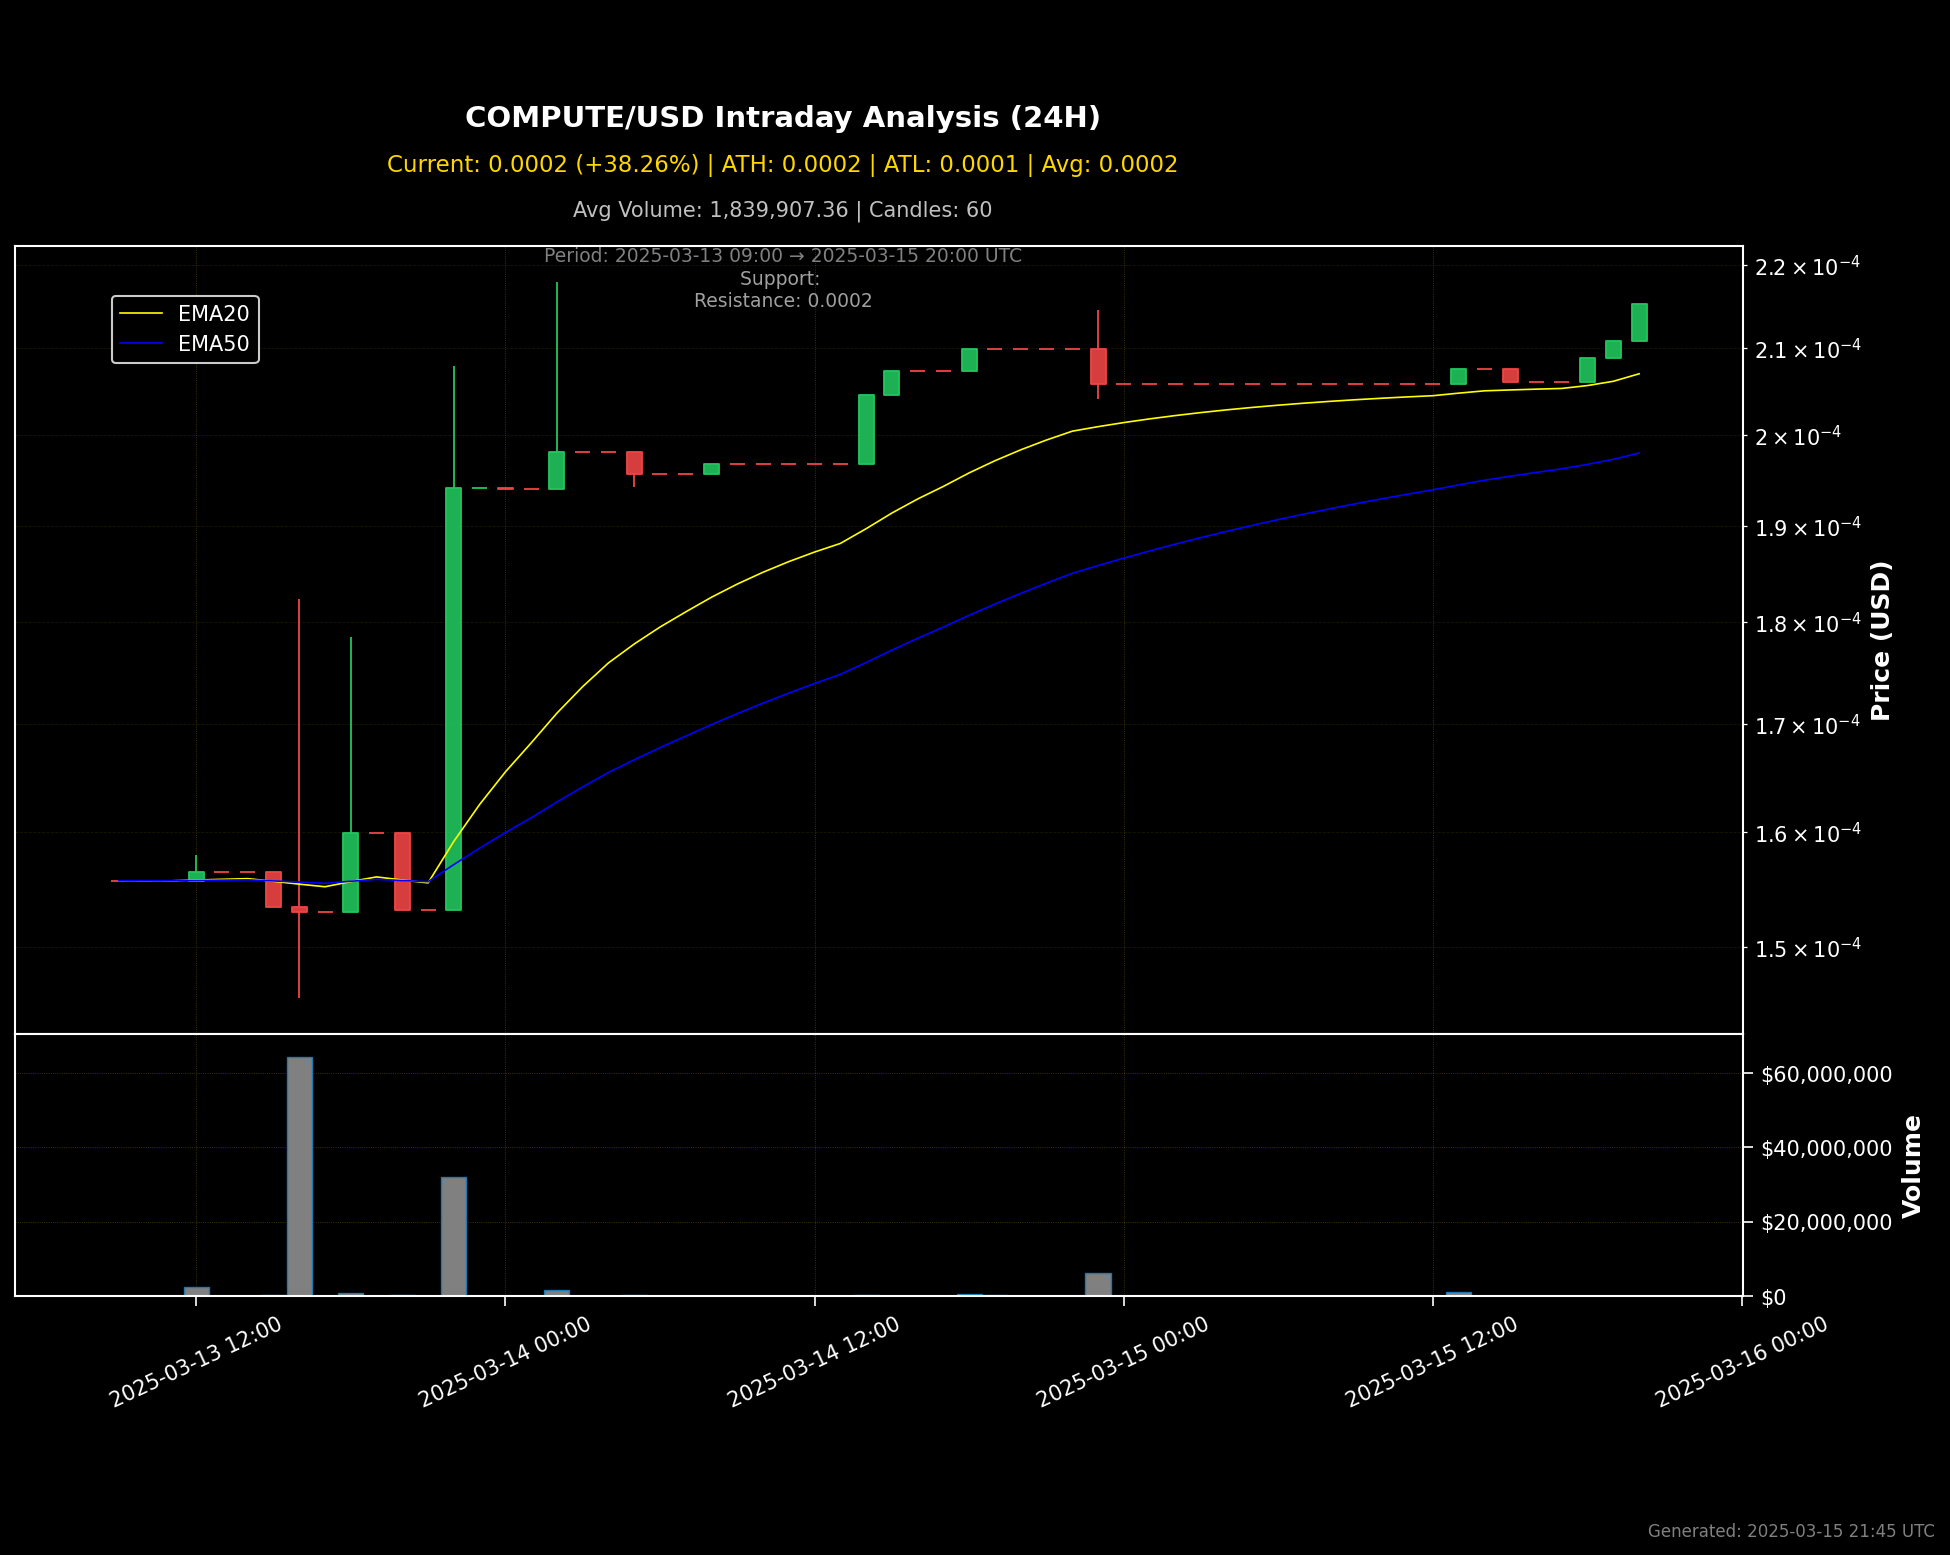 COMPUTE/USD Intraday Analysis (24H)
Current: 0.0002 (+38.26%) | ATH: 0.0002 | ATL: 0.0001 | Avg: 0.0002
Avg Volume: 1,839,907.36 | Candles: 60
Period: 2025-03-13 09:00 → 2025-03-15 20:00 UTC
Support:
Resistance: 0.0002
EMA20
EMA50
2.2 × 10⁻⁴
2.1 × 10⁻⁴
2 × 10⁻⁴
1.9 × 10⁻⁴
1.8 × 10⁻⁴
1.7 × 10⁻⁴
1.6 × 10⁻⁴
1.5 × 10⁻⁴
Price (USD)
$60,000,000
$40,000,000
$20,000,000
$0
Volume
2025-03-13 12:00
2025-03-14 00:00
2025-03-14 12:00
2025-03-15 00:00
2025-03-15 12:00
2025-03-16 00:00
Generated: 2025-03-15 21:45 UTC